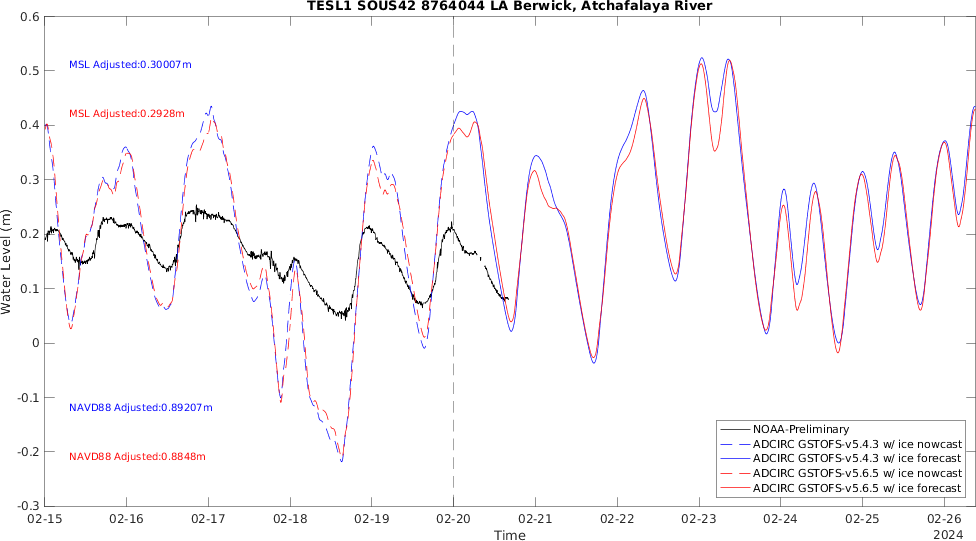 TESL1 SOUS42 8764044 LA Berwick, Atchafalaya River
Water Level (m)
0.6
0.5
0.4
0.3
0.2
0.1
0
-0.1
-0.2
-0.3
MSL Adjusted:0.30007m
MSL Adjusted:0.2928m
NAVD88 Adjusted:0.89207m
NAVD88 Adjusted:0.8848m
NOAA-Preliminary
ADCIRC GSTOFS-v5.4.3 w/ ice nowcast
ADCIRC GSTOFS-v5.4.3 w/ ice forecast
ADCIRC GSTOFS-v5.6.5 w/ ice nowcast
ADCIRC GSTOFS-v5.6.5 w/ ice forecast
02-15 02-16 02-17 02-18 02-19 02-20 02-21 02-22 02-23 02-24 02-25 02-26
Time
2024